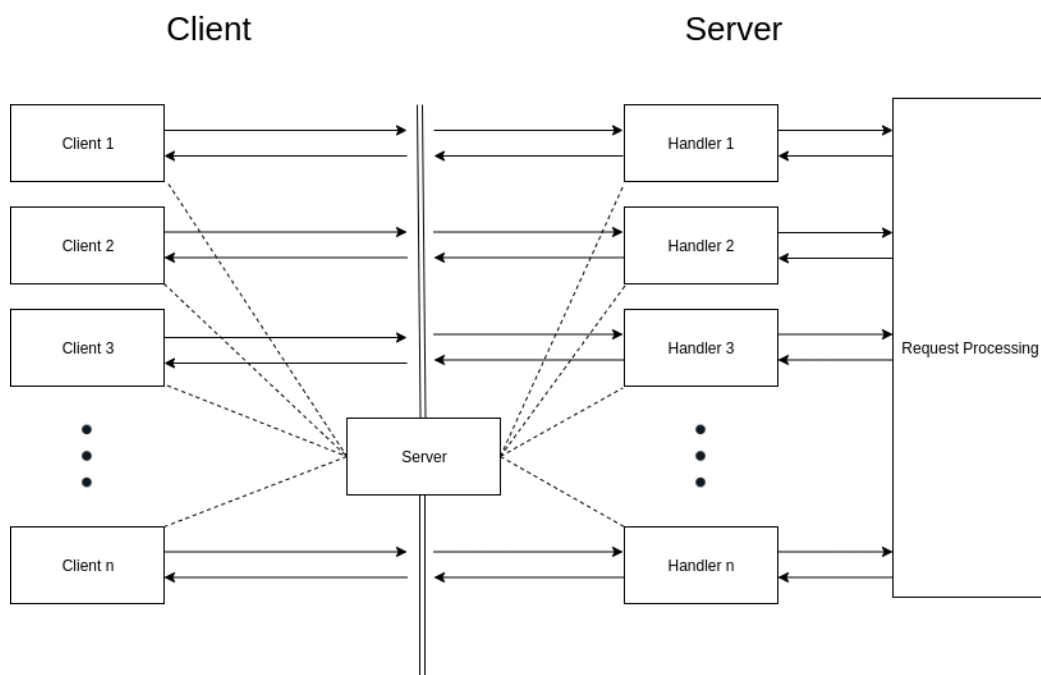 Client
Server
Client 1
Handler 1
Client 2
Handler 2
Client 3
Handler 3
Request Processing
Server
Client n
Handler n